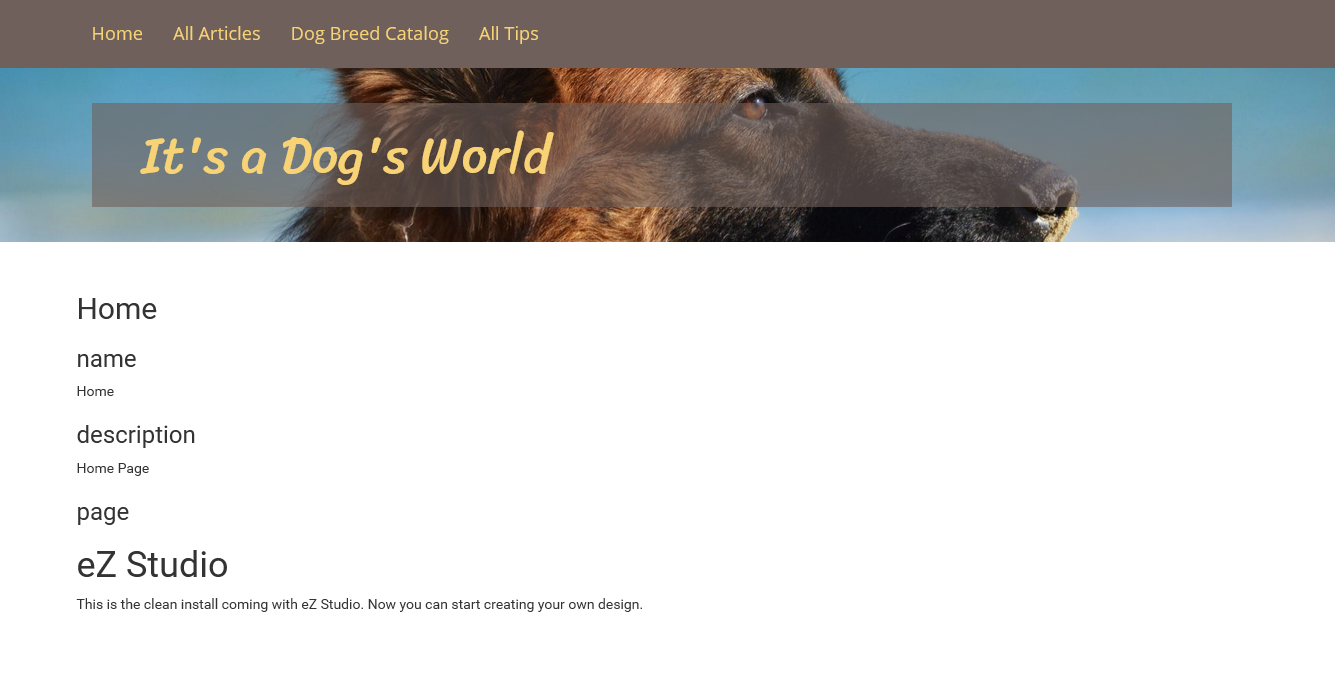 Home All Articles Dog Breed Catalog All Tips
It's a Dog's World
Home
name
Home
description
Home Page
page
eZ Studio
This is the clean install coming with eZ Studio. Now you can start creating your own design.